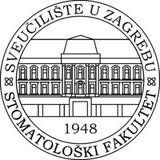 SVEUČILIŠTE U ZAGREBU
1948
STOMATOLOŠKI FAKULTET